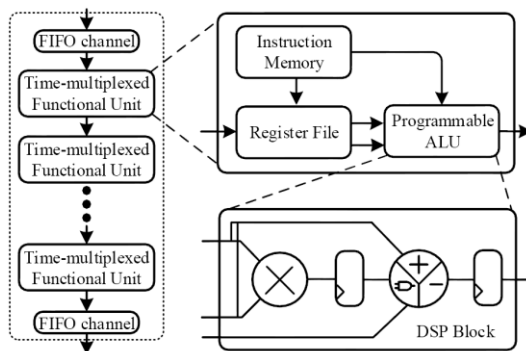 FIFO channel
Time-multiplexed
Functional Unit
Time-multiplexed
Functional Unit
Time-multiplexed
Functional Unit
FIFO channel
Instruction
Memory
Register File
Programmable
ALU
DSP Block